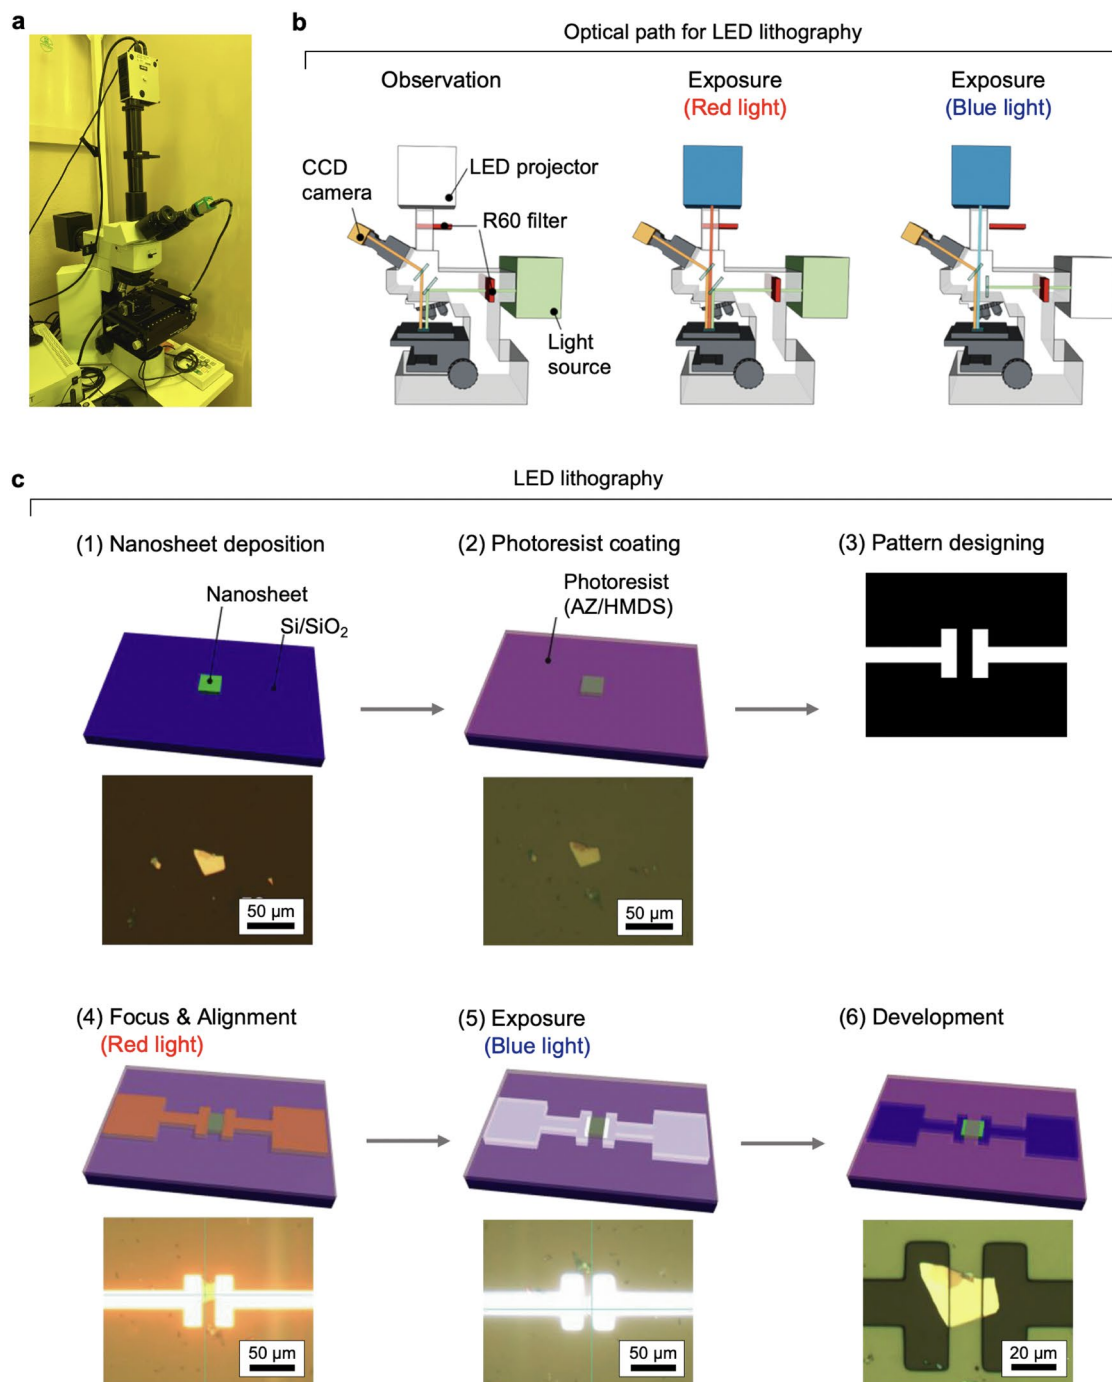 a
b
Optical path for LED lithography
Observation
Exposure
(Red light)
Exposure
(Blue light)
CCD
camera
LED projector
R60 filter
Light
source
c
LED lithography
(1) Nanosheet deposition
(2) Photoresist coating
(3) Pattern designing
Nanosheet
Si/SiO₂
Photoresist
(AZ/HMDS)
50 µm
50 µm
(4) Focus & Alignment
(Red light)
(5) Exposure
(Blue light)
(6) Development
50 µm
50 µm
20 µm